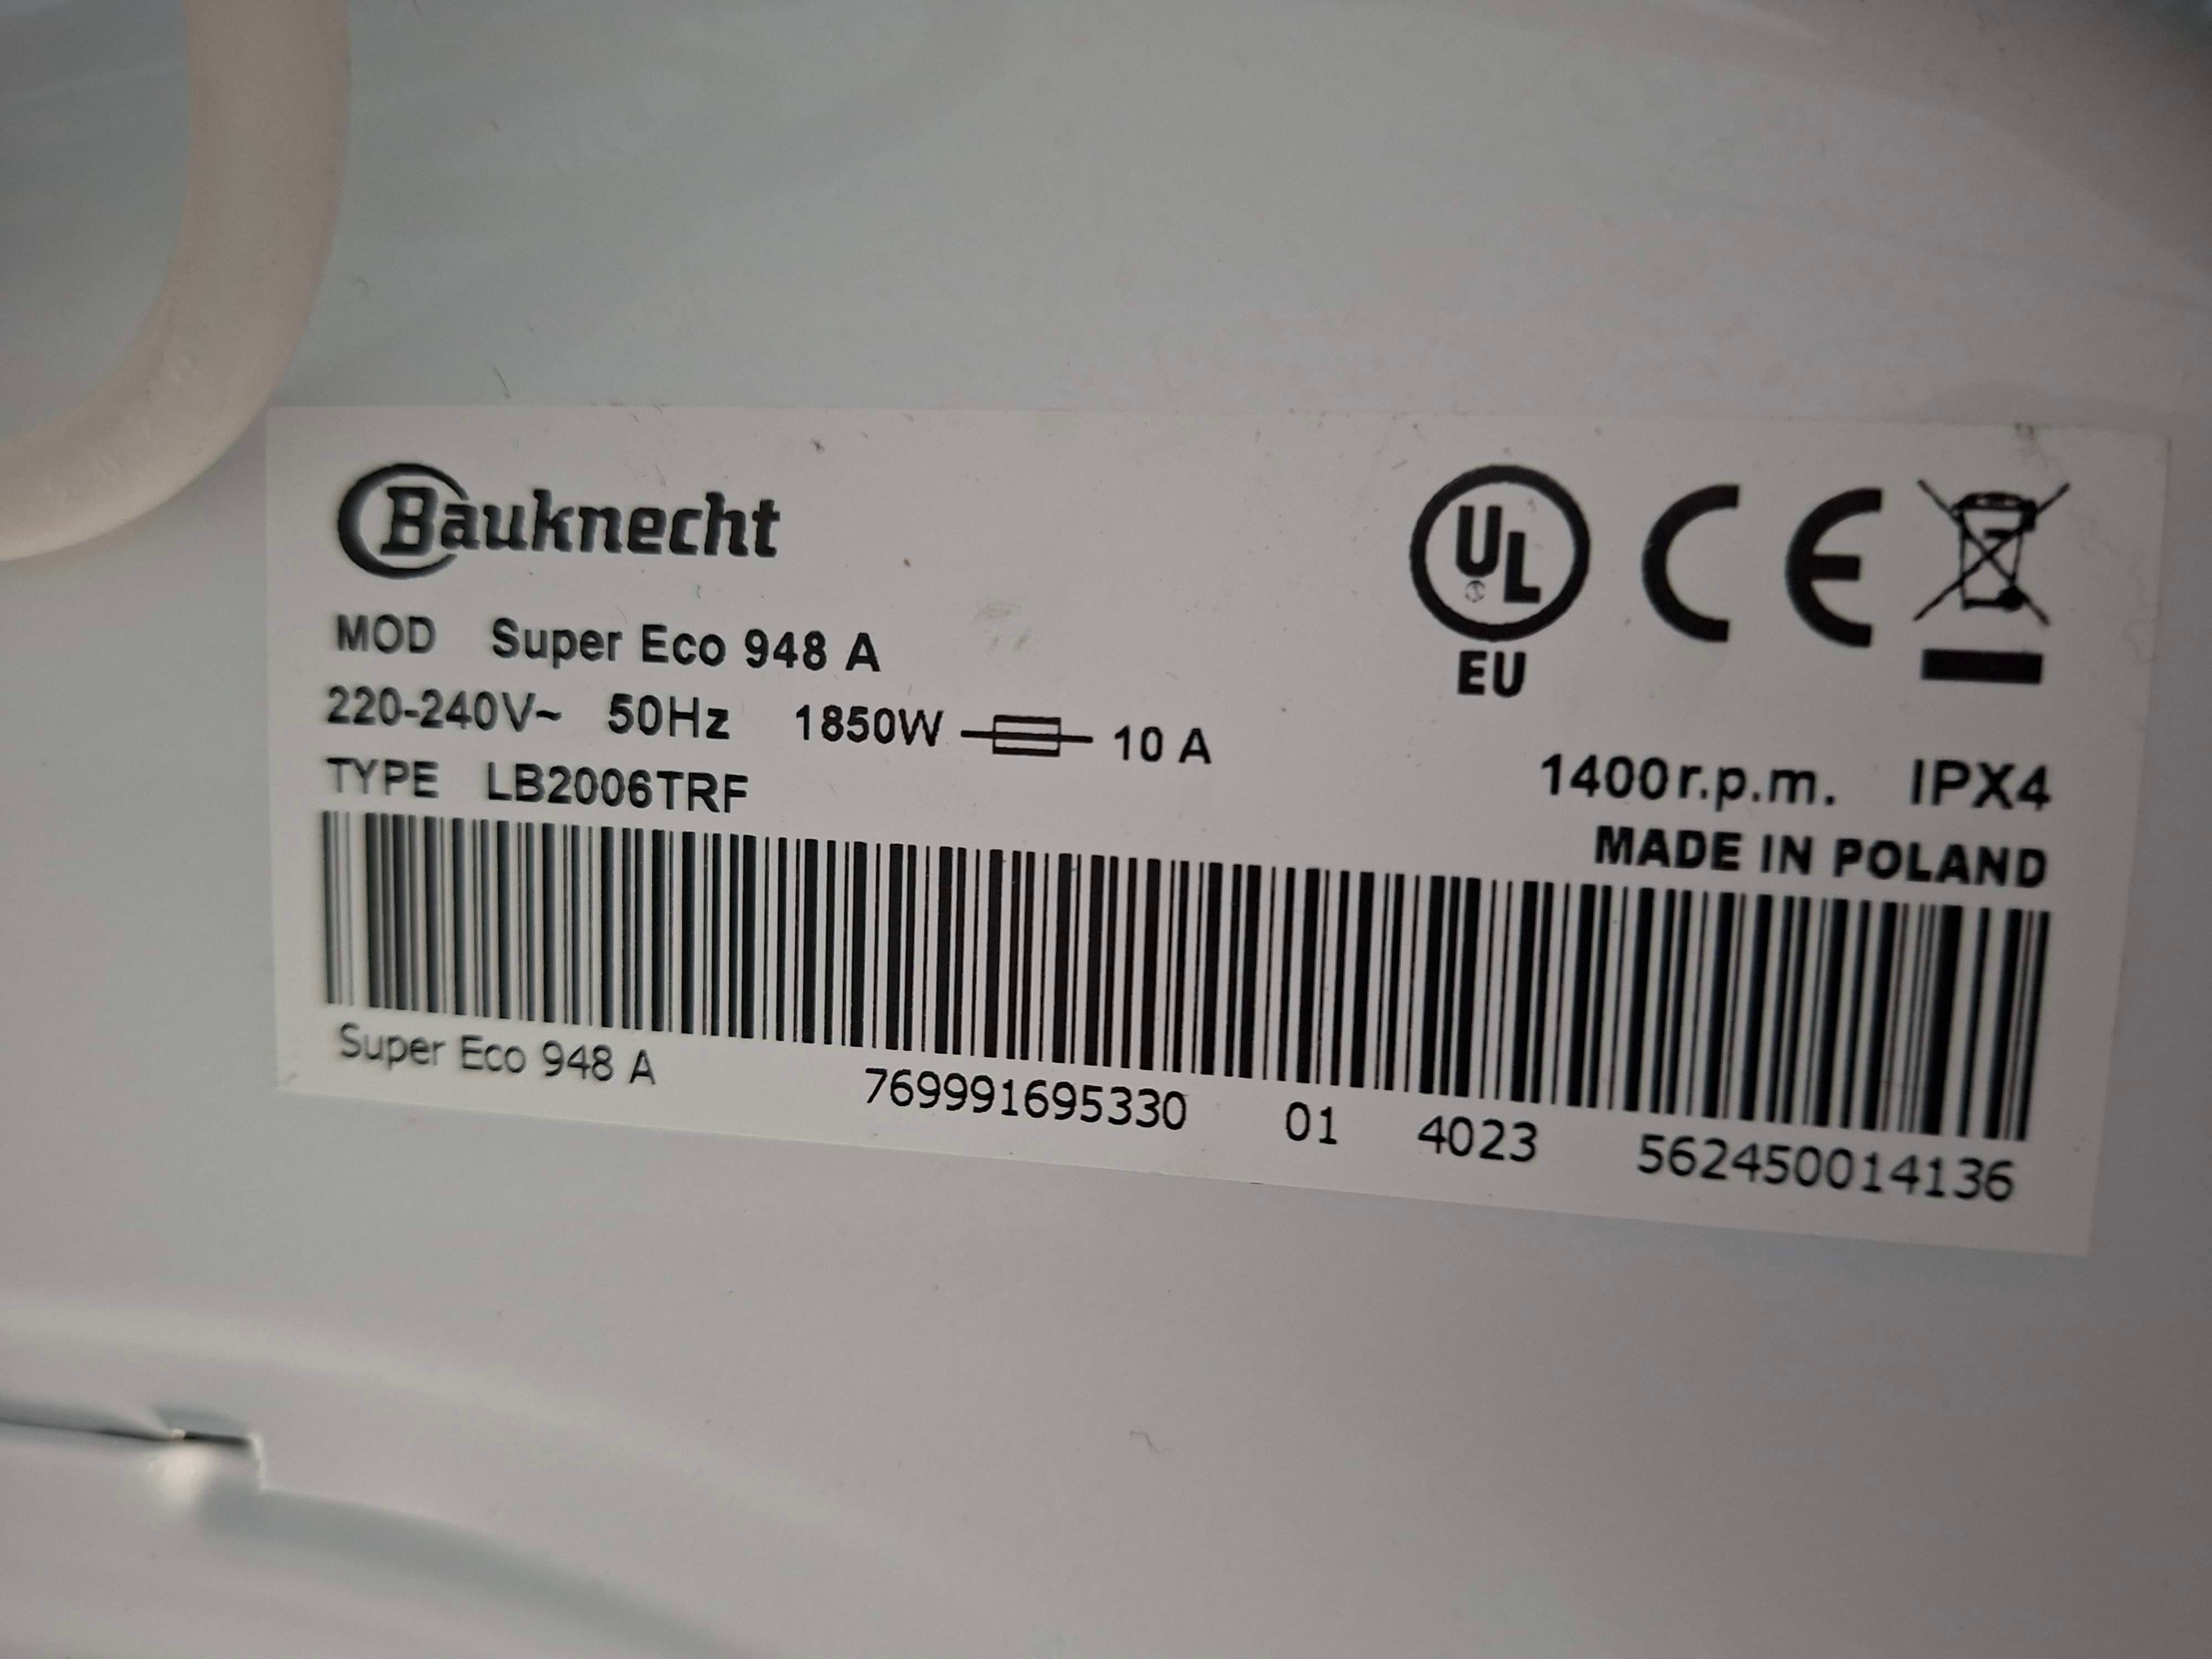 Bauknecht
UL
CE
EU
MOD Super Eco 948 A
220-240V~ 50Hz 1850W 10 A
TYPE LB2006TRF
1400r.p.m. IPX4
MADE IN POLAND
Super Eco 948 A 769991695330 01 4023 562450014136